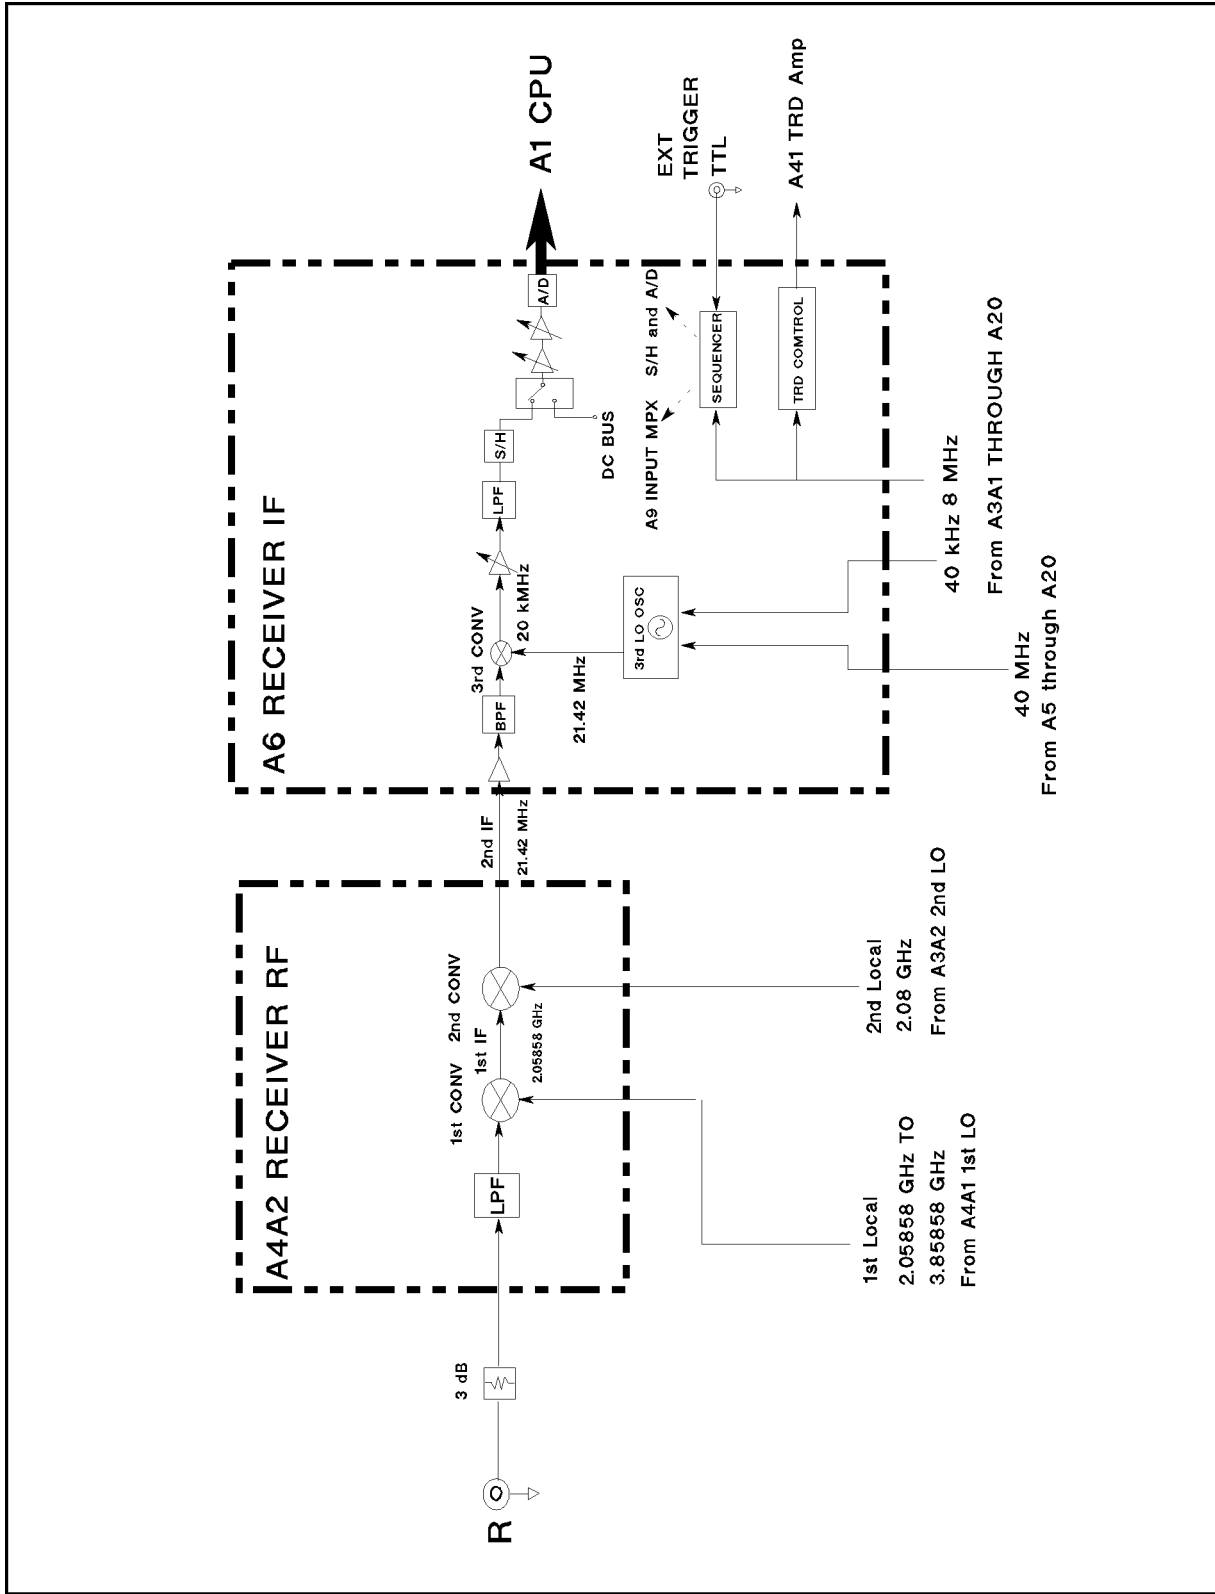 R
3 dB
A4A2 RECEIVER RF
LPF
1st CONV
2nd CONV
1st IF
2.05858 GHz
1st Local
2.05858 GHz TO
3.85858 GHz
From A4A1 1st LO
2nd Local
2.08 GHz
From A3A2 2nd LO
2nd IF
21.42 MHz
A6 RECEIVER IF
BPF
3rd CONV
20 kMHz
21.42 MHz
3rd LO OSC
LPF
S/H
DC BUS
A/D
A1 CPU
A9 INPUT MPX
S/H and A/D
SEQUENCER
EXT
TRIGGER
TTL
TRD COMTROL
A41 TRD Amp
40 kHz 8 MHz
From A3A1 THROUGH A20
40 MHz
From A5 through A20